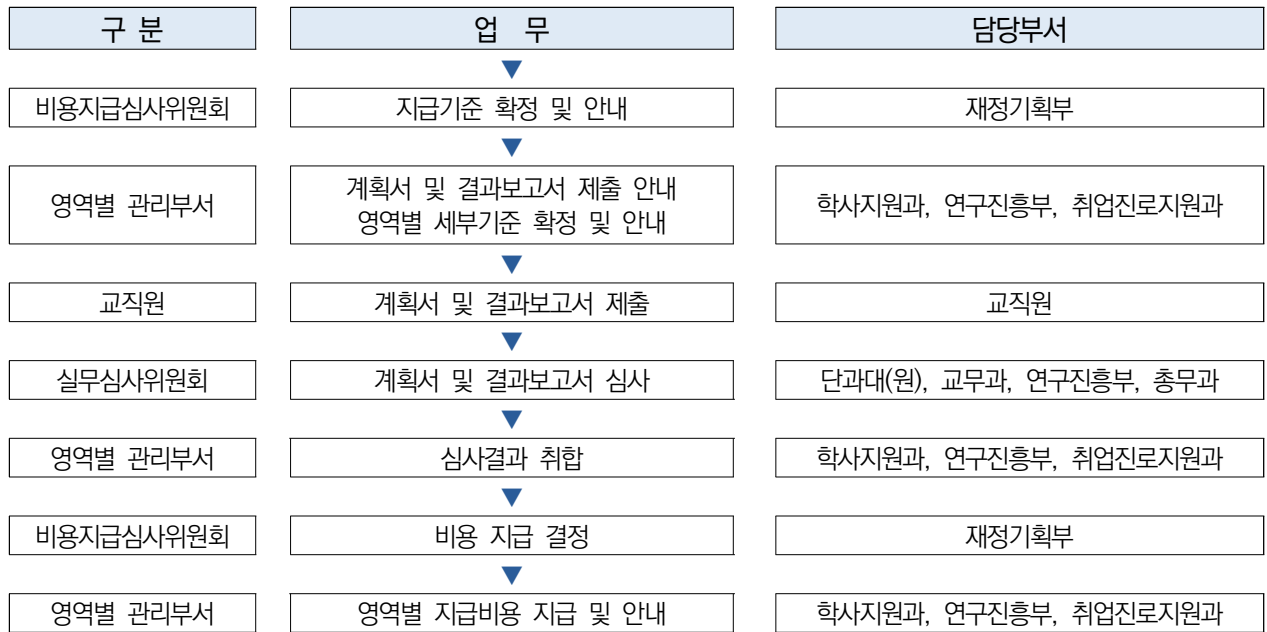 구 분 업 무 담당부서
▼
비용지급심사위원회 지급기준 확정 및 안내 재정기획부
▼
영역별 관리부서 계획서 및 결과보고서 제출 안내 학사지원과, 연구진흥부, 취업진로지원과
영역별 세부기준 확정 및 안내
▼
교직원 계획서 및 결과보고서 제출 교직원
▼
실무심사위원회 계획서 및 결과보고서 심사 단과대(원), 교무과, 연구진흥부, 총무과
▼
영역별 관리부서 심사결과 취합 학사지원과, 연구진흥부, 취업진로지원과
▼
비용지급심사위원회 비용 지급 결정 재정기획부
▼
영역별 관리부서 영역별 지급비용 지급 및 안내 학사지원과, 연구진흥부, 취업진로지원과